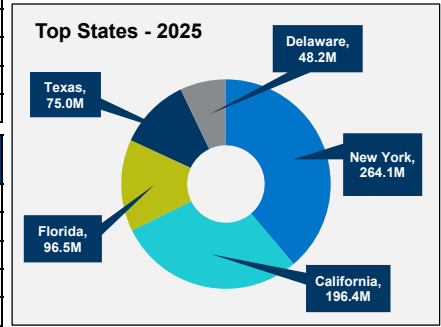 Top States - 2025
Delaware,
48.2M
Texas,
75.0M
New York,
264.1M
Florida,
96.5M
California,
196.4M